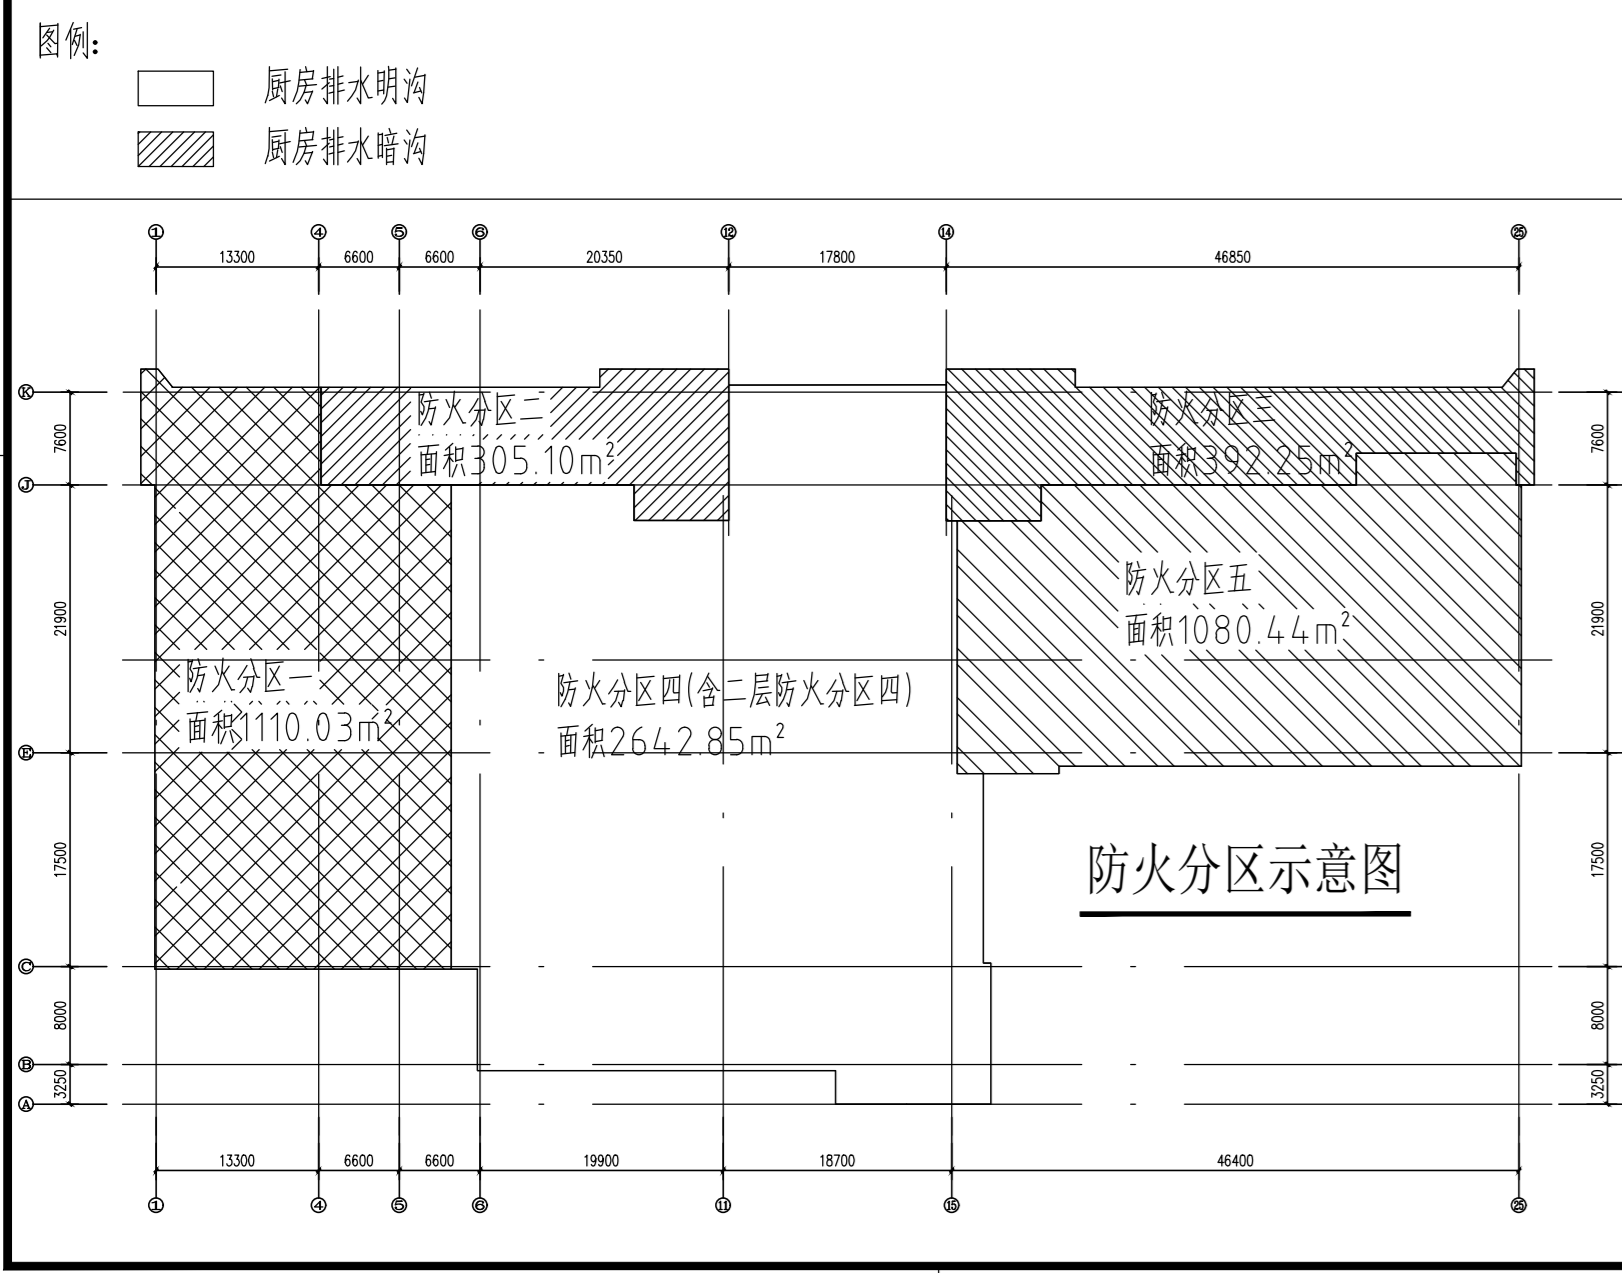 图例:
厨房排水明沟
厨房排水暗沟
① ④ ⑤ ⑥ ⑫ ⑭ ㉕
13300 6600 6600 20350 17800 46850
Ⓚ
7600 7600
防火分区二
面积305.10m²
防火分区三
面积392.25m²
Ⓙ
21900 21900
防火分区五
面积1080.44m²
防火分区一
面积1110.03m²
防火分区四(含二层防火分区四)
面积2642.85m²
Ⓔ
17500 17500
防火分区示意图
Ⓒ
8000 8000
Ⓑ
3250 3250
Ⓐ
13300 6600 6600 19900 18700 46400
① ④ ⑤ ⑥ ⑪ ⑮ ㉕